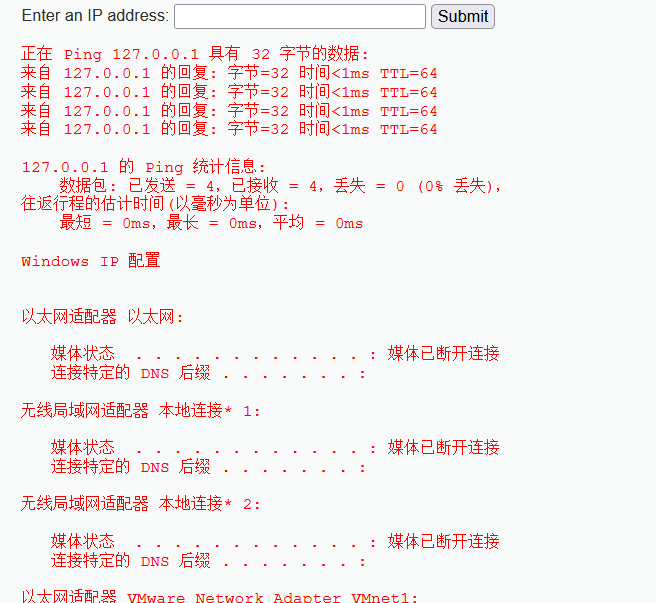 Enter an IP address: Submit
正在 Ping 127.0.0.1 具有 32 字节的数据:
来自 127.0.0.1 的回复: 字节=32 时间<1ms TTL=64
来自 127.0.0.1 的回复: 字节=32 时间<1ms TTL=64
来自 127.0.0.1 的回复: 字节=32 时间<1ms TTL=64
来自 127.0.0.1 的回复: 字节=32 时间<1ms TTL=64
127.0.0.1 的 Ping 统计信息:
数据包: 已发送 = 4，已接收 = 4，丢失 = 0 (0% 丢失)，
往返行程的估计时间(以毫秒为单位):
最短 = 0ms，最长 = 0ms，平均 = 0ms
Windows IP 配置
以太网适配器 以太网:
媒体状态 . . . . . . . . . . . . : 媒体已断开连接
连接特定的 DNS 后缀 . . . . . . . :
无线局域网适配器 本地连接* 1:
媒体状态 . . . . . . . . . . . . : 媒体已断开连接
连接特定的 DNS 后缀 . . . . . . . :
无线局域网适配器 本地连接* 2:
媒体状态 . . . . . . . . . . . . : 媒体已断开连接
连接特定的 DNS 后缀 . . . . . . . :
以太网适配器 VMware Network Adapter VMnet1: